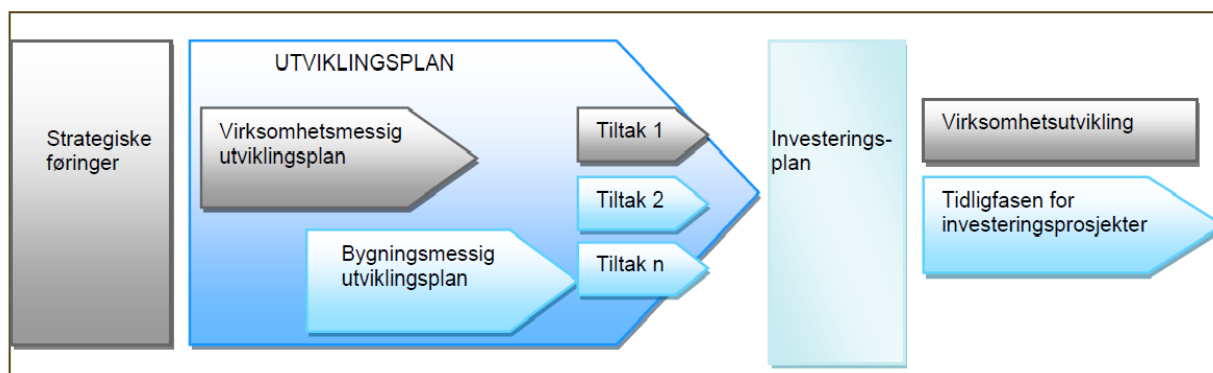 Strategiske
føringer
UTVIKLINGSPLAN
Virksomhetsmessig
utviklingsplan
Bygningsmessig
utviklingsplan
Tiltak 1
Tiltak 2
Tiltak n
Investerings-
plan
Virksomhetsutvikling
Tidligfasen for
investeringsprosjekter